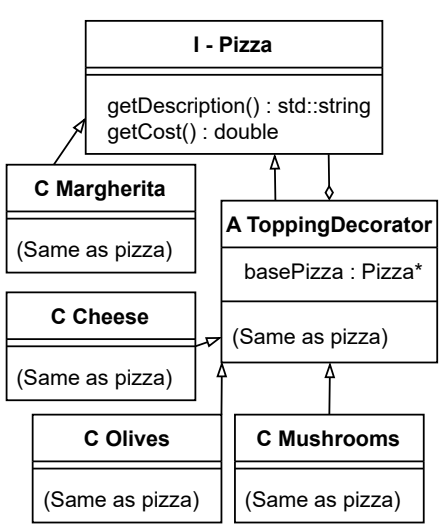 I - Pizza
getDescription() : std::string
getCost() : double
C Margherita
(Same as pizza)
A ToppingDecorator
basePizza : Pizza*
(Same as pizza)
C Cheese
(Same as pizza)
C Olives
(Same as pizza)
C Mushrooms
(Same as pizza)